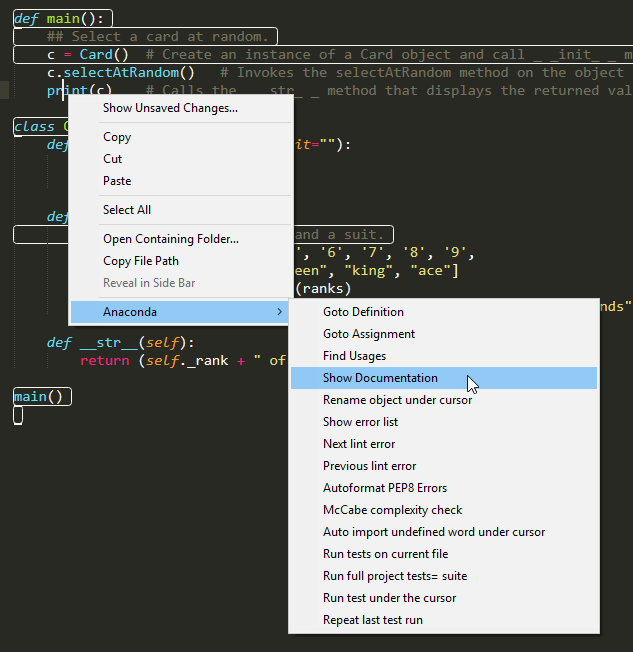 def main():
## Select a card at random.
c = Card() # Create an instance of a Card object and call _ _init_ _ m
c.selectAtRandom() # Invokes the selectAtRandom method on the object
print(c) # Calls the _ _str_ _ method that displays the returned val
Show Unsaved Changes...
class C
Copy
def it=""):
Cut
Paste
Select All
def
Open Containing Folder... and a suit.
Copy File Path ', '6', '7', '8', '9',
Reveal in Side Bar een", "king", "ace"]
(ranks)
Anaconda nds"
Goto Definition
Goto Assignment
def __str__(self):
Find Usages
return (self._rank + " of
Show Documentation
main()
Rename object under cursor
Show error list
Next lint error
Previous lint error
Autoformat PEP8 Errors
McCabe complexity check
Auto import undefined word under cursor
Run tests on current file
Run full project tests= suite
Run test under the cursor
Repeat last test run